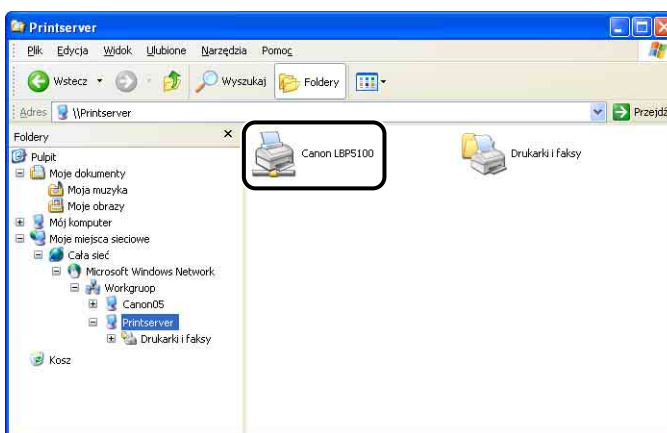 Printserver
Plik Edycja Widok Ulubione Narzędzia Pomoc
Wstecz Wyszukaj Foldery
Adres \\Printserver Przejdź
Foldery
Pulpit
Moje dokumenty
Moja muzyka
Moje obrazy
Mój komputer
Moje miejsca sieciowe
Cała sieć
Microsoft Windows Network
Workgruop
Canon05
Printserver
Drukarki i faksy
Kosz
Canon LBP5100
Drukarki i faksy